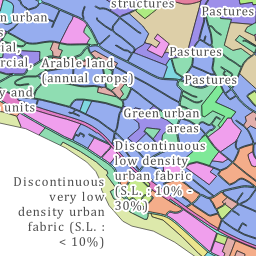 structures
Pastures
n urban
s
ial,
rcial,
y and
units
Arable land
(annual crops)
Pastures
Pastures
Green urban
areas
Discontinuous
low density
urban fabric
(S.L. : 10% -
30%)
Discontinuous
very low
density urban
fabric (S.L. :
< 10%)